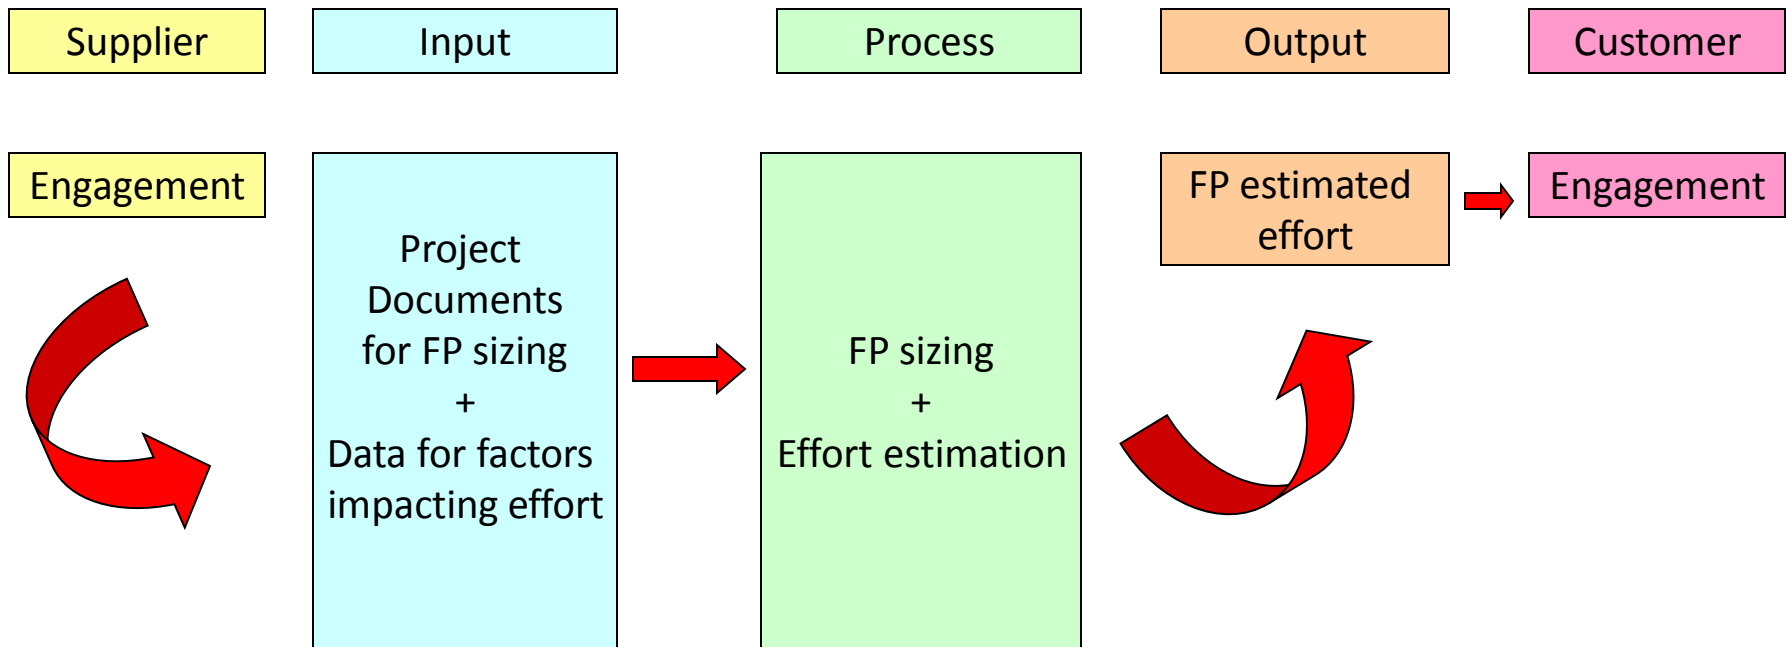 Supplier
Input
Process
Output
Customer
Engagement
Project
Documents
for FP sizing
+
Data for factors
impacting effort
FP sizing
+
Effort estimation
FP estimated
effort
Engagement